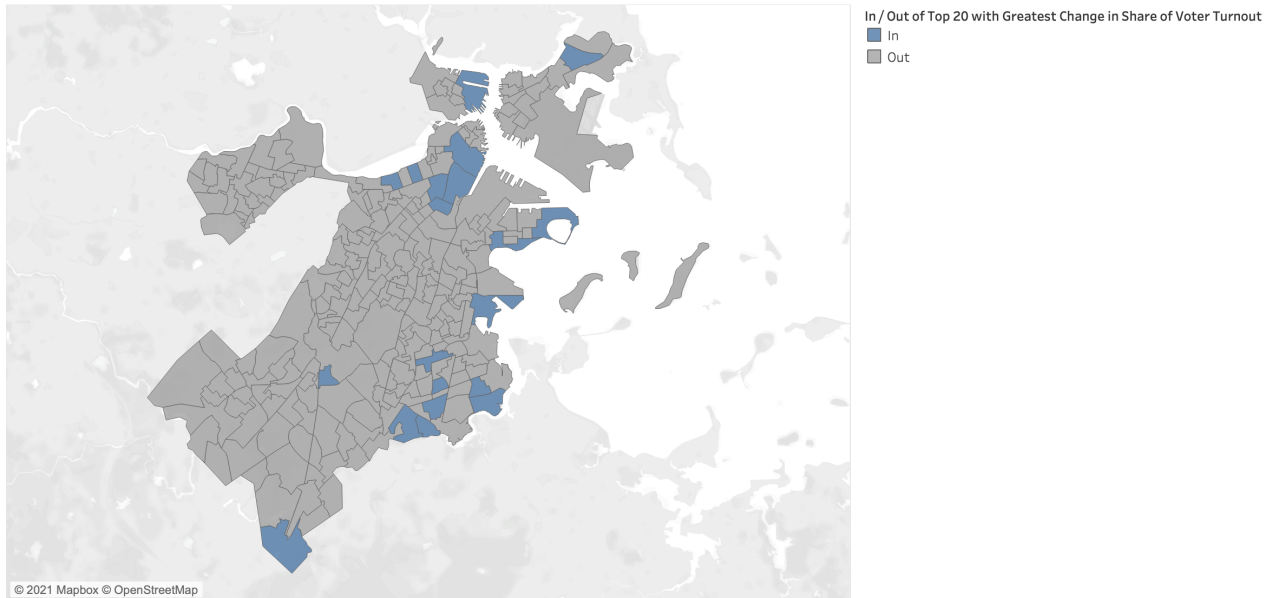 In / Out of Top 20 with Greatest Change in Share of Voter Turnout
In
Out
© 2021 Mapbox © OpenStreetMap